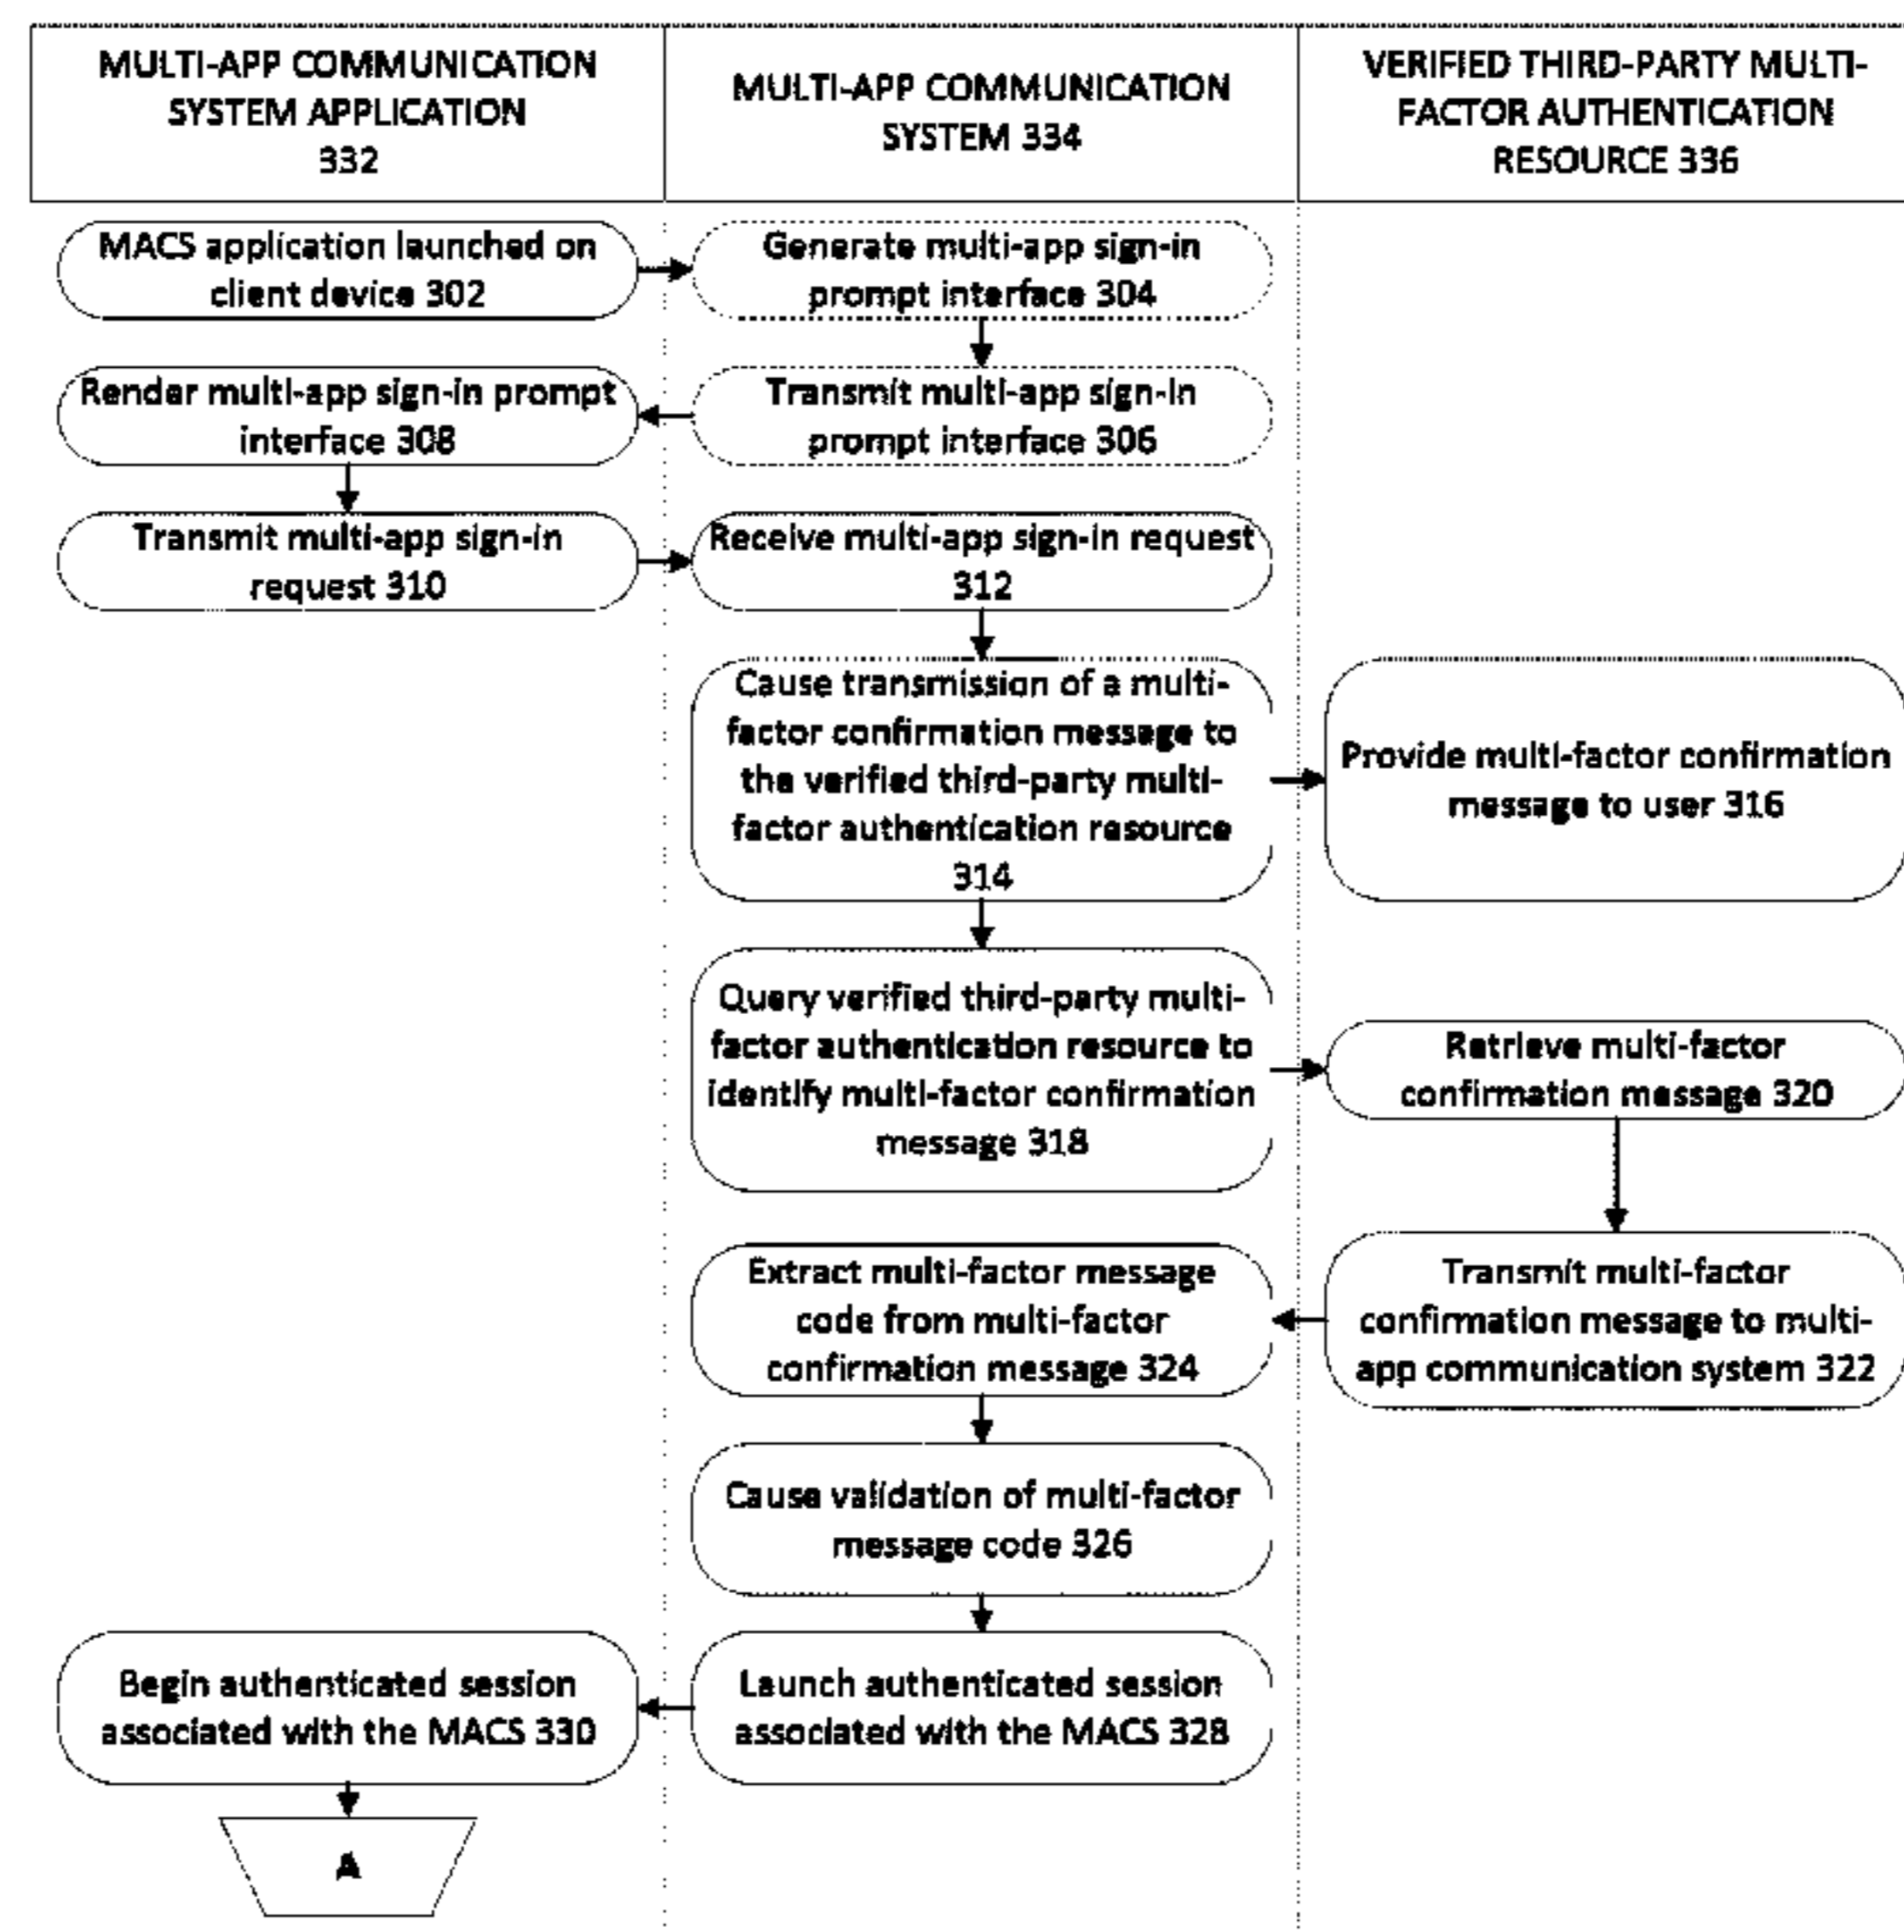 MULTI-APP COMMUNICATION
SYSTEM APPLICATION
332
MULTI-APP COMMUNICATION
SYSTEM 334
VERIFIED THIRD-PARTY MULTI-
FACTOR AUTHENTICATION
RESOURCE 336
MACS application launched on
client device 302
Generate multi-app sign-in
prompt interface 304
Render multi-app sign-in prompt
interface 308
Transmit multi-app sign-in
prompt interface 306
Transmit multi-app sign-in
request 310
Receive multi-app sign-in request
312
Cause transmission of a multi-
factor confirmation message to
the verified third-party multi-
factor authentication resource
314
Provide multi-factor confirmation
message to user 316
Query verified third-party multi-
factor authentication resource to
identify multi-factor confirmation
message 318
Retrieve multi-factor
confirmation message 320
Extract multi-factor message
code from multi-factor
confirmation message 324
Transmit multi-factor
confirmation message to multi-
app communication system 322
Cause validation of multi-factor
message code 326
Begin authenticated session
associated with the MACS 330
Launch authenticated session
associated with the MACS 328
A